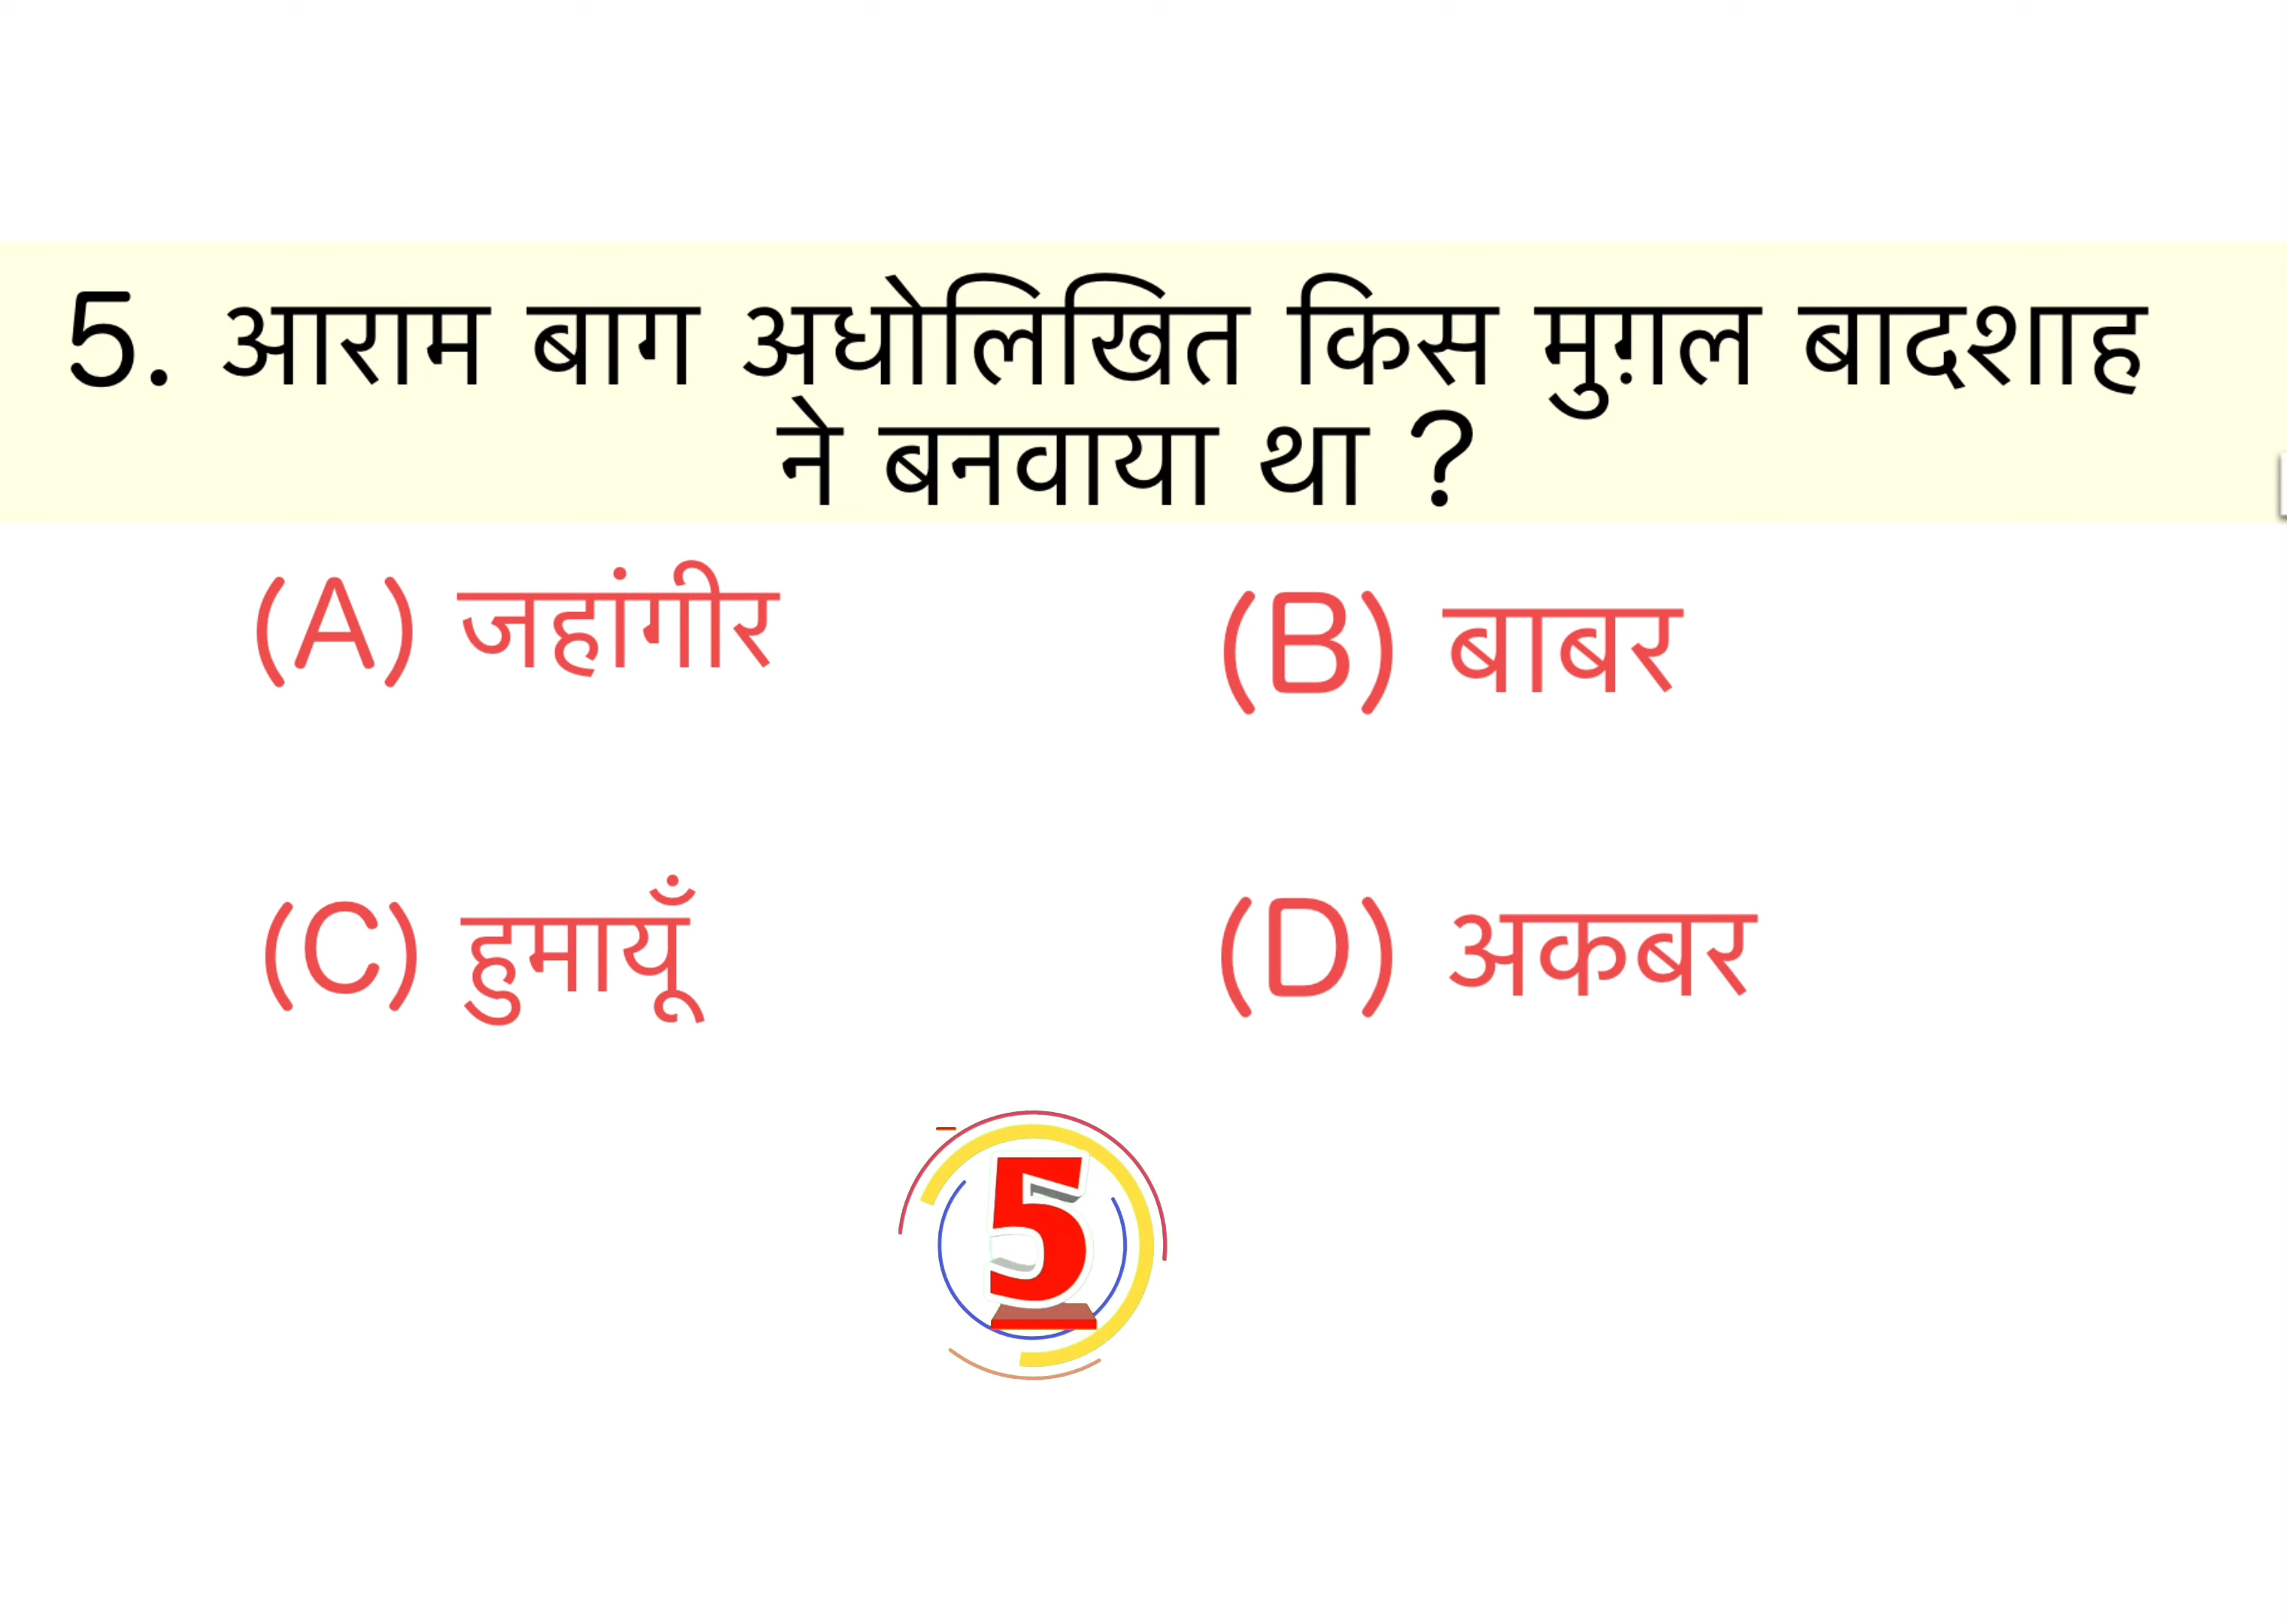 5. आराम बाग अधोलिखित किस मुग़ल बादशाह
ने बनवाया था ?
(A) जहांगीर
(B) बाबर
(C) हुमायूँ
(D) अकबर
5